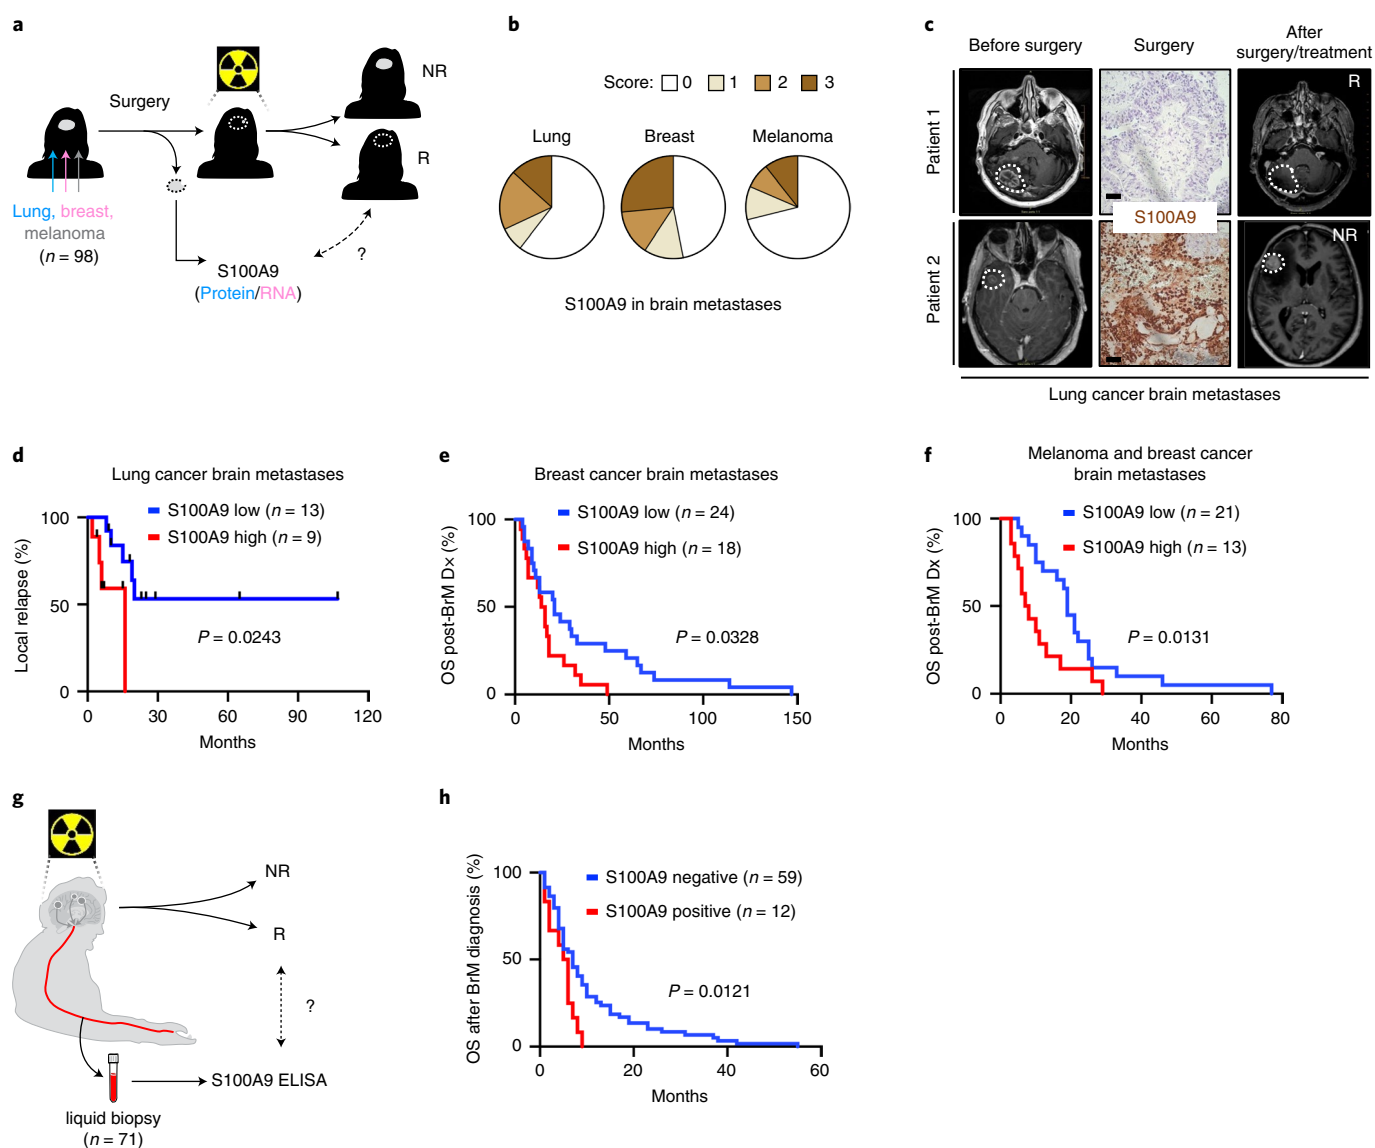 a
Surgery
NR
R
Lung, breast,
melanoma
(n = 98)
S100A9
(Protein/RNA)
?
b
Score: 0 1 2 3
Lung Breast Melanoma
S100A9 in brain metastases
c
Before surgery Surgery After
surgery/treatment
Patient 1
R
S100A9
Patient 2
NR
Lung cancer brain metastases
d
Lung cancer brain metastases
S100A9 low (n = 13)
S100A9 high (n = 9)
Local relapse (%)
100
50
0
P = 0.0243
0 30 60 90 120
Months
e
Breast cancer brain metastases
S100A9 low (n = 24)
S100A9 high (n = 18)
OS post-BrM Dx (%)
100
50
0
P = 0.0328
0 50 100 150
Months
f
Melanoma and breast cancer
brain metastases
S100A9 low (n = 21)
S100A9 high (n = 13)
OS post-BrM Dx (%)
100
50
0
P = 0.0131
0 20 40 60 80
Months
g
NR
R
?
S100A9 ELISA
liquid biopsy
(n = 71)
h
S100A9 negative (n = 59)
S100A9 positive (n = 12)
OS after BrM diagnosis (%)
100
50
0
P = 0.0121
0 20 40 60
Months